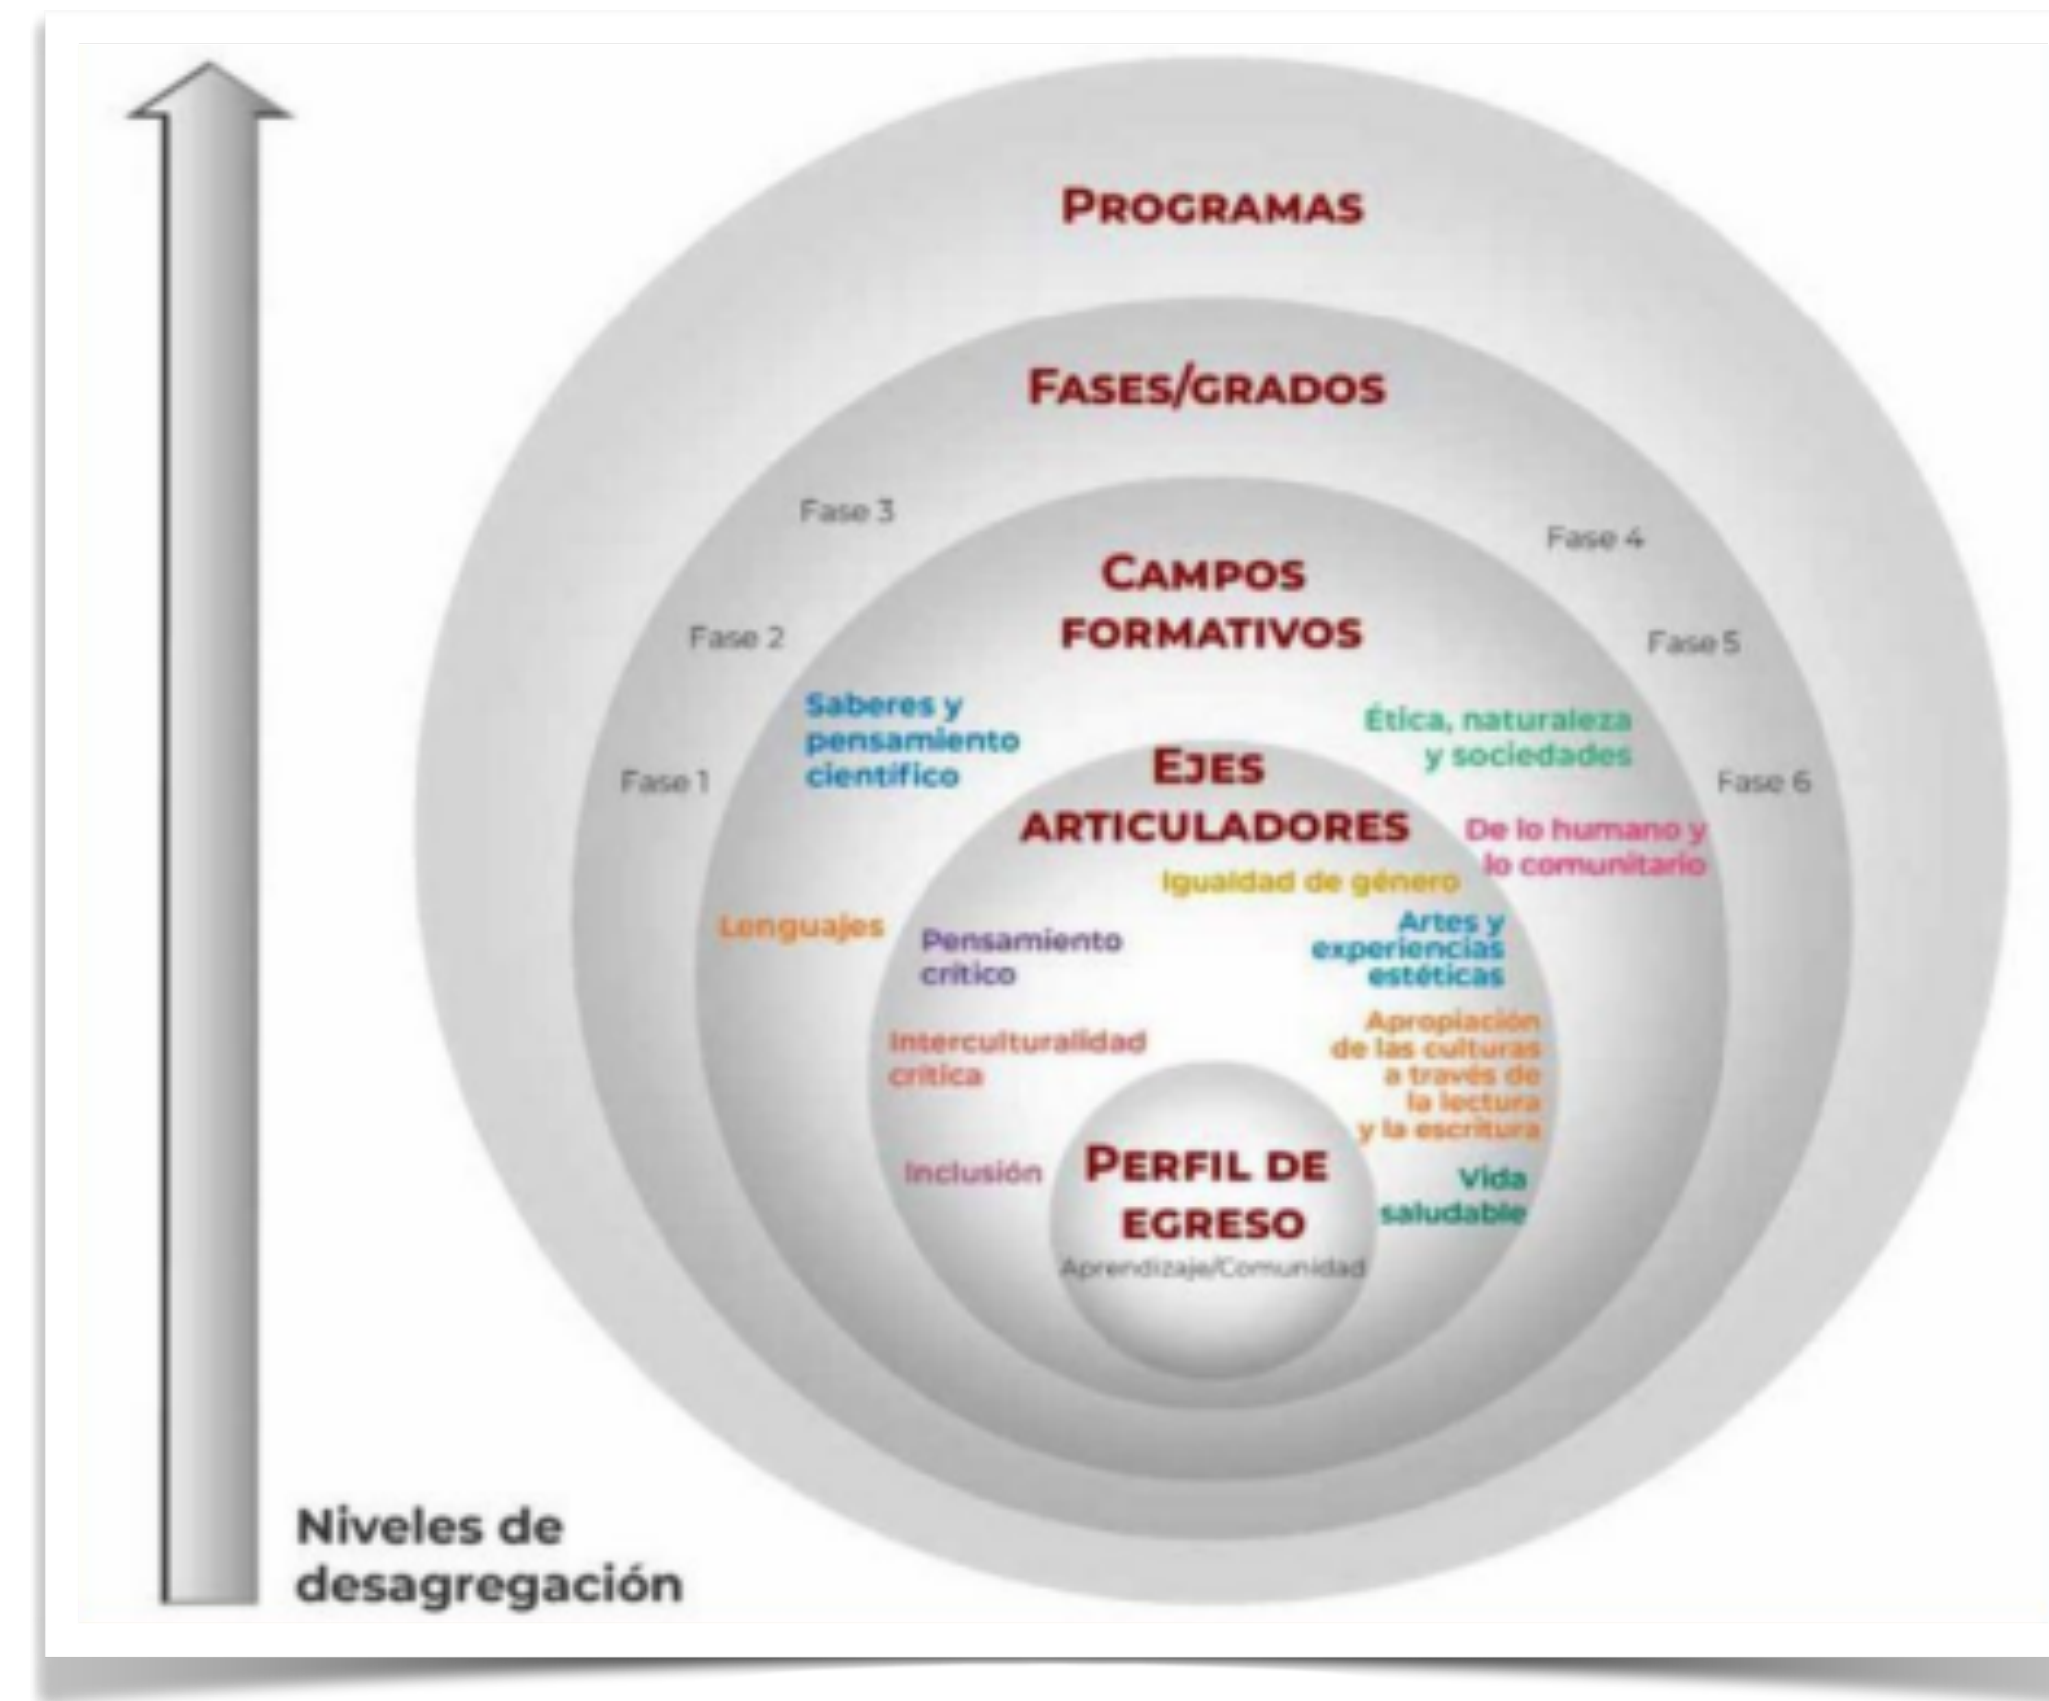 PROGRAMAS
FASES/GRADOS
Fase 3
Fase 4
CAMPOS
FORMATIVOS
Fase 2
Fase 5
Saberes y
pensamiento
científico
Ética, naturaleza
y sociedades
Fase 1
Fase 6
EJES
ARTICULADORES
De lo humano y
lo comunitario
Igualdad de género
Lenguajes
Pensamiento
crítico
Artes y
experiencias
estéticas
Interculturalidad
crítica
Apropiación
de las culturas
a través de
la lectura
y la escritura
Inclusión
PERFIL DE
EGRESO
Aprendizaje/Comunidad
Vida
saludable
Niveles de
desagregación